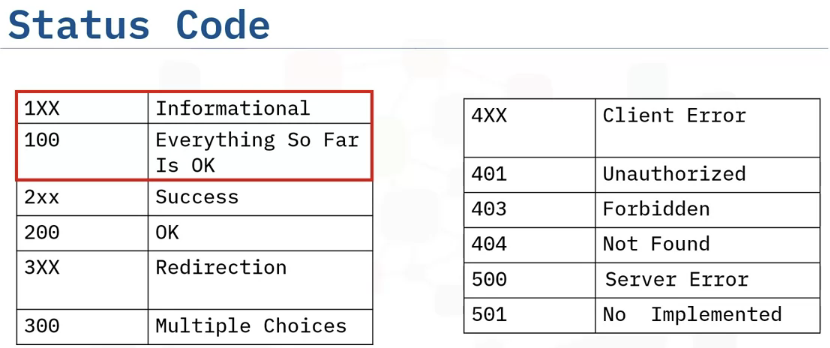 Status Code
1XX Informational
100 Everything So Far
Is OK
2xx Success
200 OK
3XX Redirection
300 Multiple Choices
4XX Client Error
401 Unauthorized
403 Forbidden
404 Not Found
500 Server Error
501 No Implemented